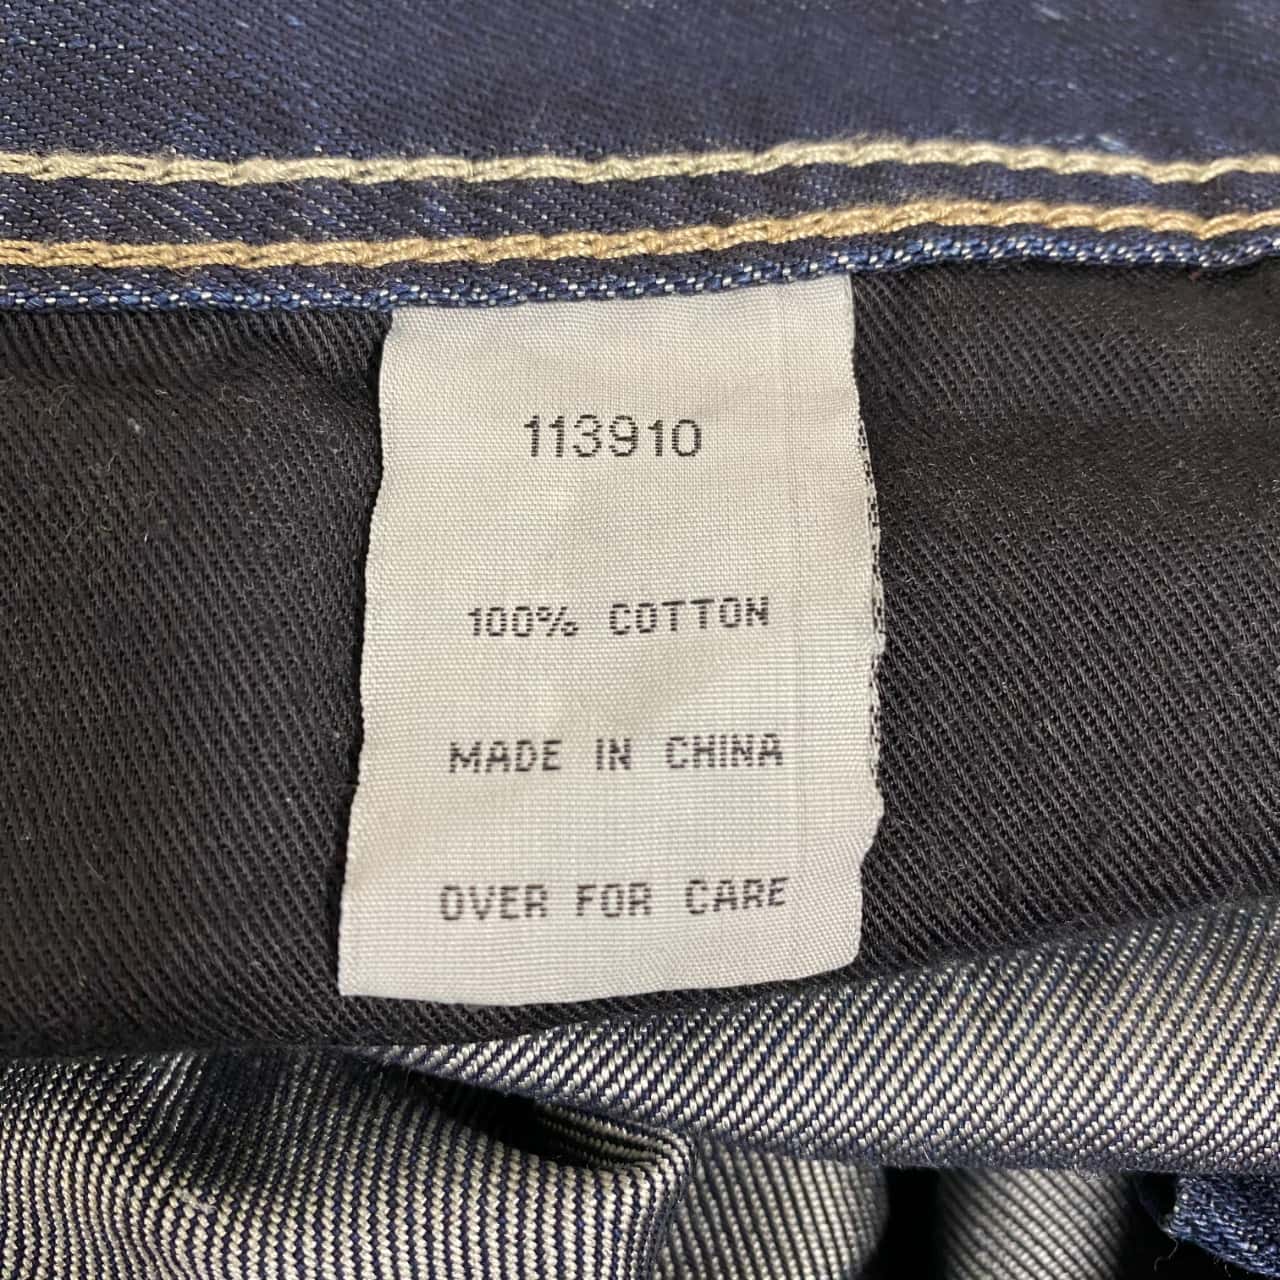 113910
100% COTTON
MADE IN CHINA
OVER FOR CARE